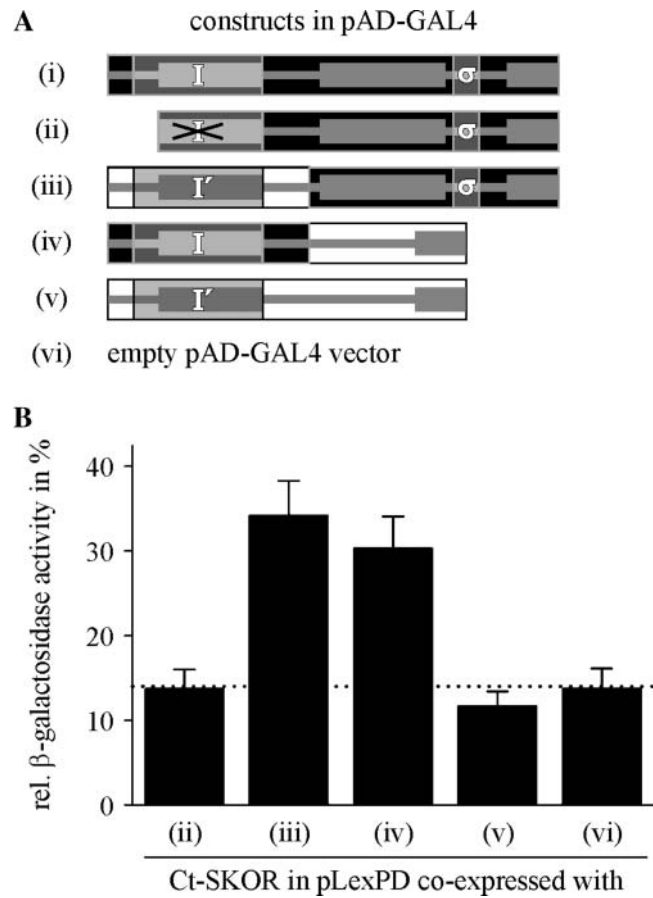 A constructs in pAD-GAL4
(i) I σ
(ii) I σ
(iii) I′ σ
(iv) I
(v) I′
(vi) empty pAD-GAL4 vector
B
rel. β-galactosidase activity in %
40
30
20
10
0
(ii) (iii) (iv) (v) (vi)
Ct-SKOR in pLexPD co-expressed with